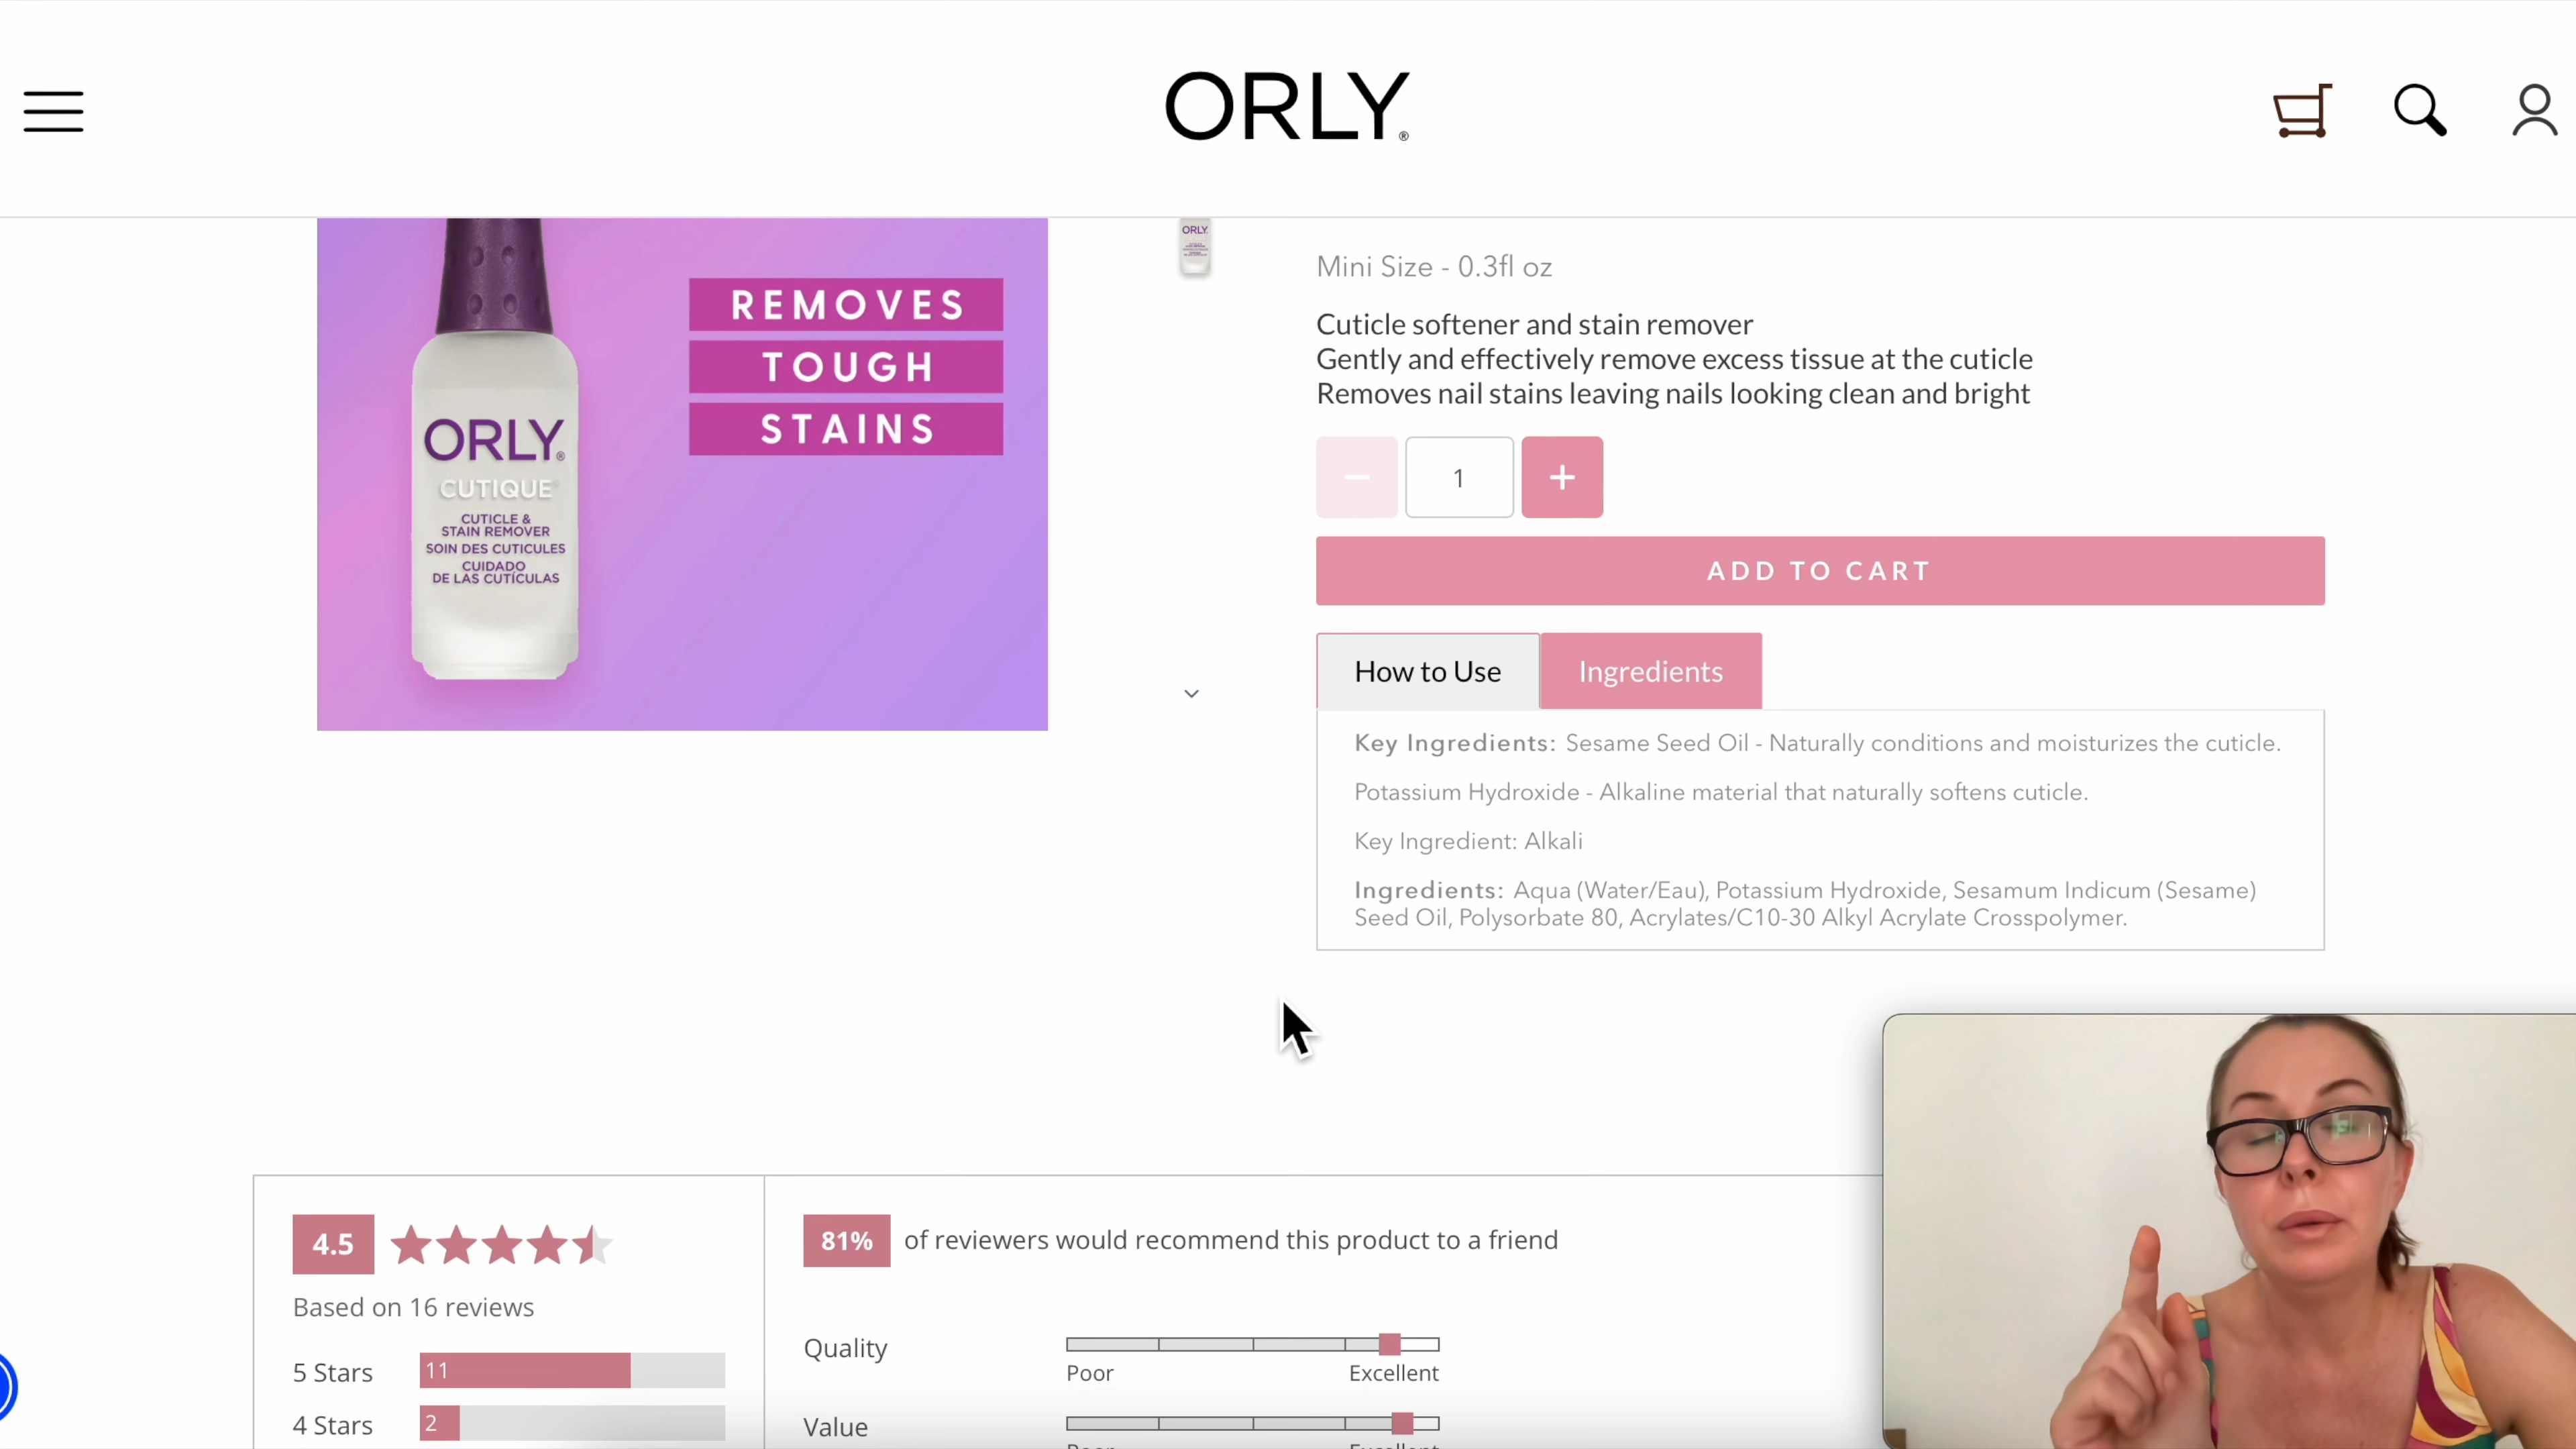 ORLY®
REMOVES
TOUGH
STAINS
ORLY®
CUTIQUE
CUTICLE &
STAIN REMOVER
SOIN DES CUTICULES
CUIDADO
DE LAS CUTÍCULAS
ORLY
Mini Size - 0.3fl oz
Cuticle softener and stain remover
Gently and effectively remove excess tissue at the cuticle
Removes nail stains leaving nails looking clean and bright
− 1 +
ADD TO CART
How to Use Ingredients
Key Ingredients: Sesame Seed Oil - Naturally conditions and moisturizes the cuticle.
Potassium Hydroxide - Alkaline material that naturally softens cuticle.
Key Ingredient: Alkali
Ingredients: Aqua (Water/Eau), Potassium Hydroxide, Sesamum Indicum (Sesame)
Seed Oil, Polysorbate 80, Acrylates/C10-30 Alkyl Acrylate Crosspolymer.
4.5
Based on 16 reviews
5 Stars 11
4 Stars 2
81% of reviewers would recommend this product to a friend
Quality
Poor Excellent
Value